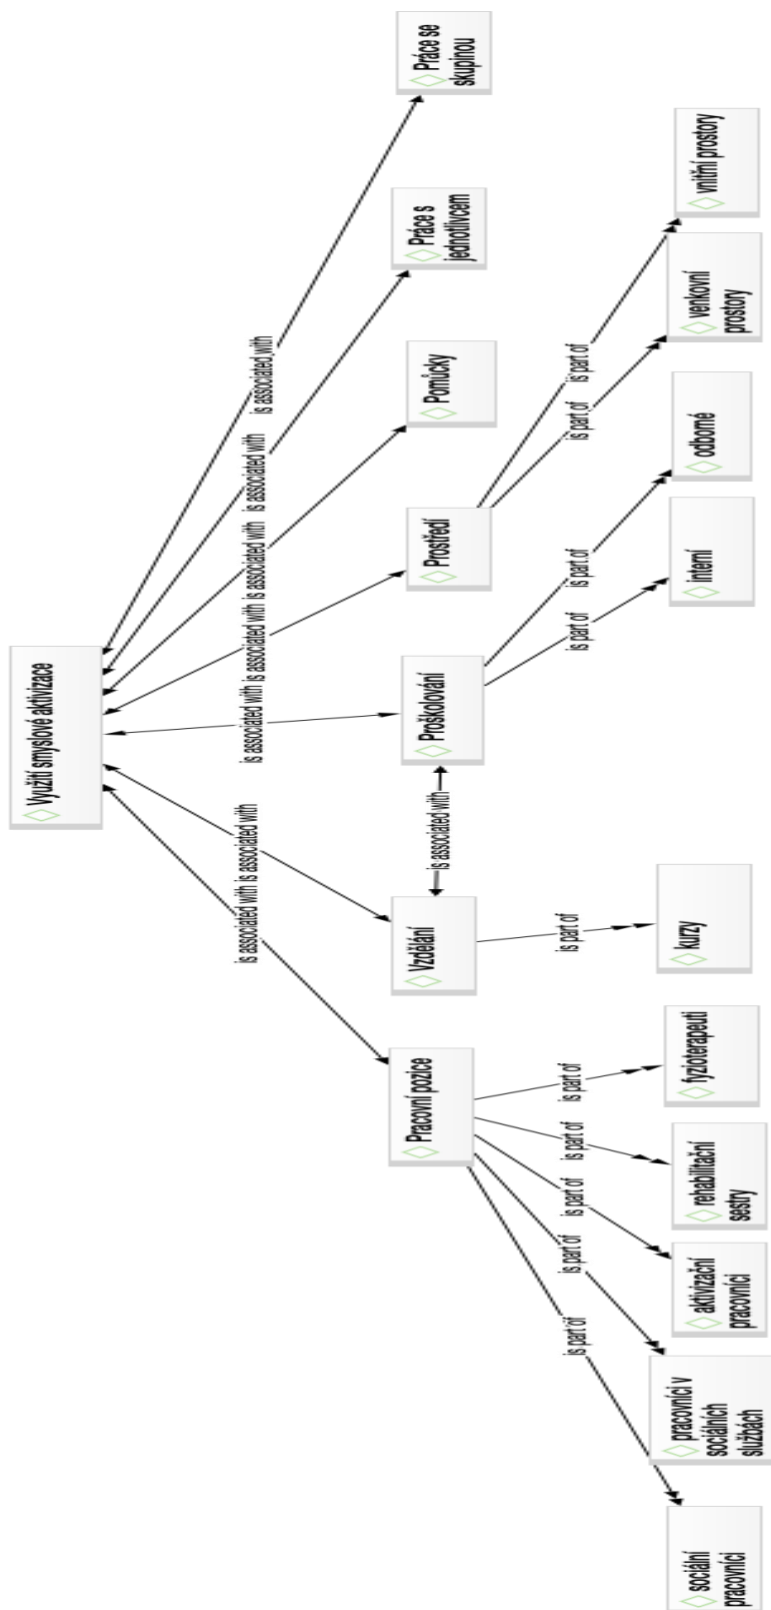 Využití smyslové aktivizace
is associated with
is associated with
is associated with
is associated with
is associated with
is associated with
is associated with
Pracovní pozice
Vzdělání
is associated with
Proškolování
Prostředí
Pomůcky
Práce s
jednotlivcem
Práce se
skupinou
is part of
is part of
is part of
is part of
is part of
is part of
is part of
is part of
is part of
is part of
sociální
pracovníci
pracovníci v
sociálních
službách
aktivizační
pracovníci
rehabilitační
sestry
fyzioterapeuti
kurzy
interní
odborné
venkovní
prostory
vnitřní prostory